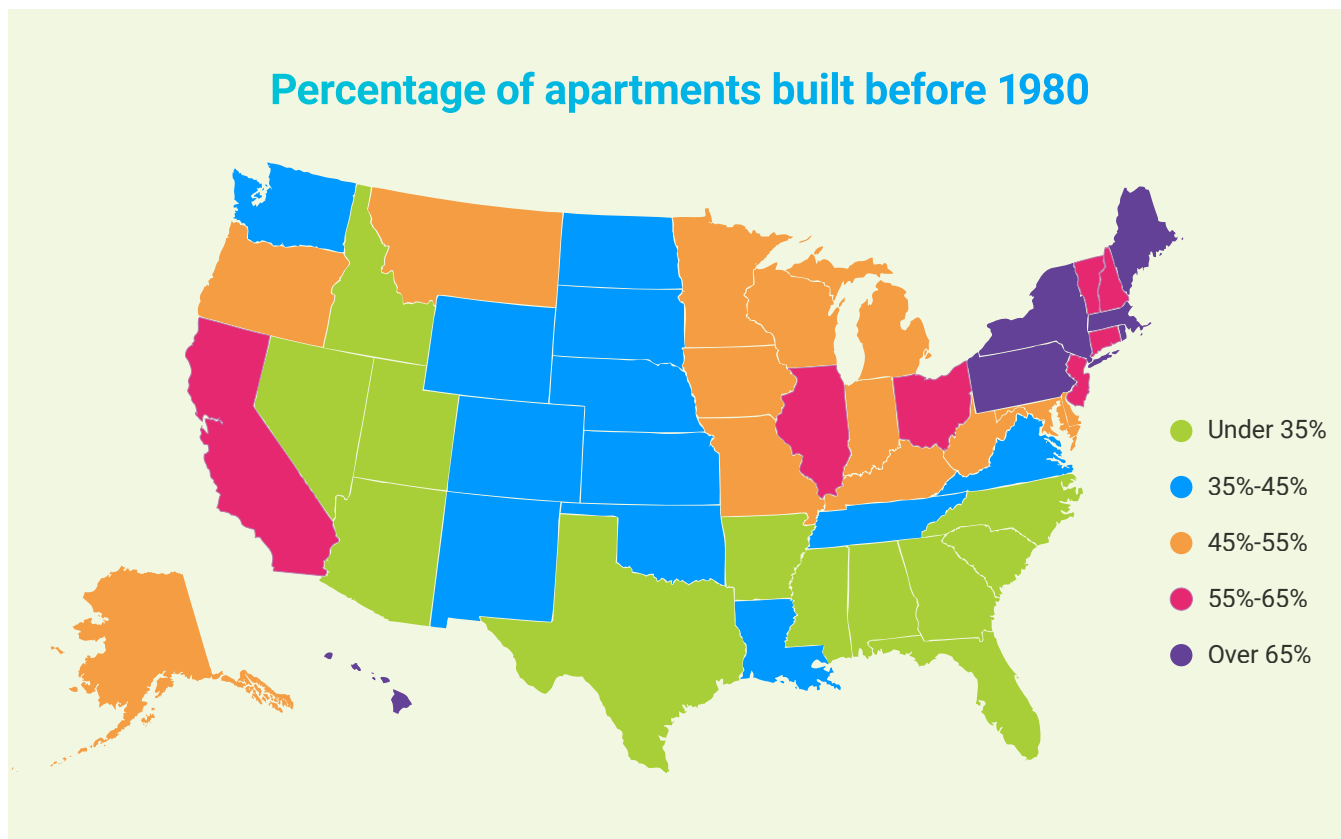 Percentage of apartments built before 1980
Under 35%
35%-45%
45%-55%
55%-65%
Over 65%